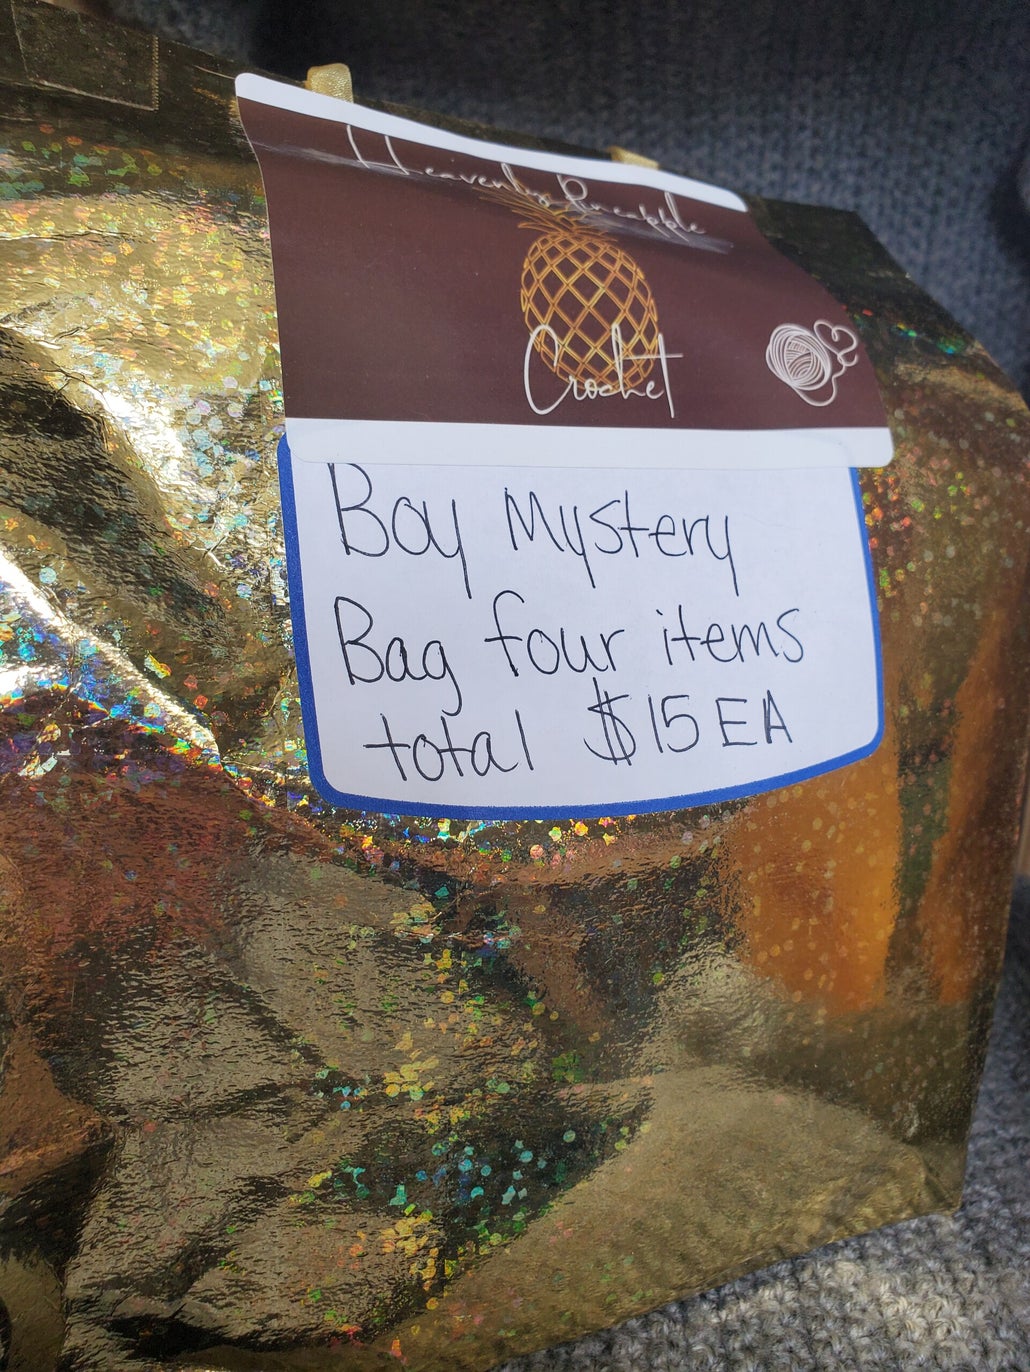 Heavenly Pineapple
Crochet
Boy Mystery
Bag four items
total $15 EA